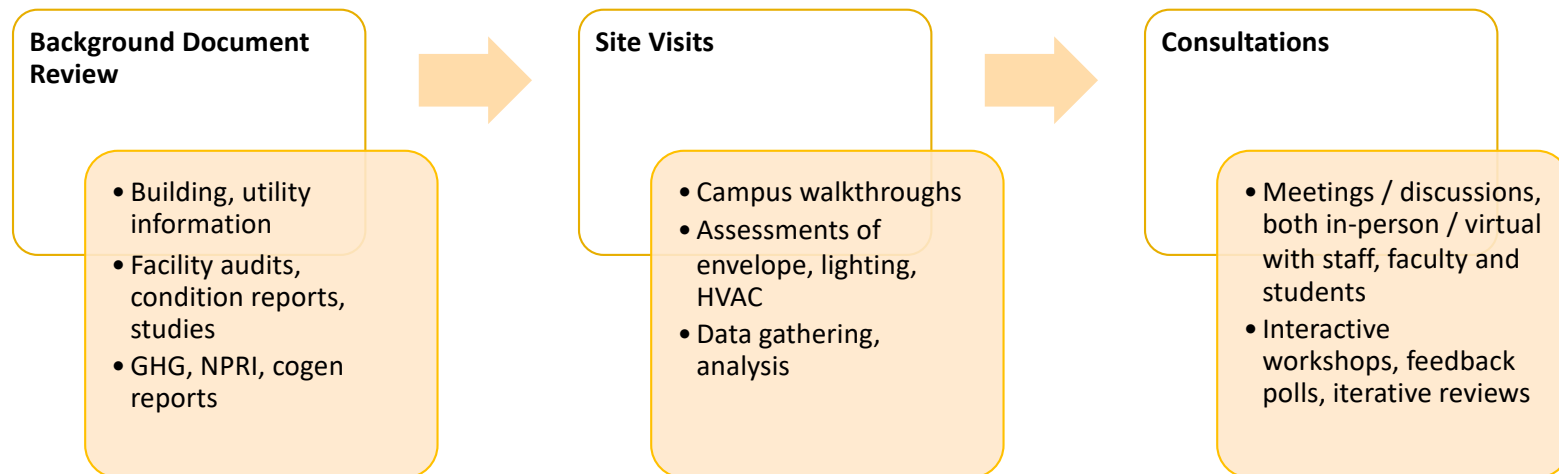 Background Document
Review
• Building, utility
information
• Facility audits,
condition reports,
studies
• GHG, NPRI, cogen
reports
Site Visits
• Campus walkthroughs
• Assessments of
envelope, lighting,
HVAC
• Data gathering,
analysis
Consultations
• Meetings / discussions,
both in-person / virtual
with staff, faculty and
students
• Interactive
workshops, feedback
polls, iterative reviews